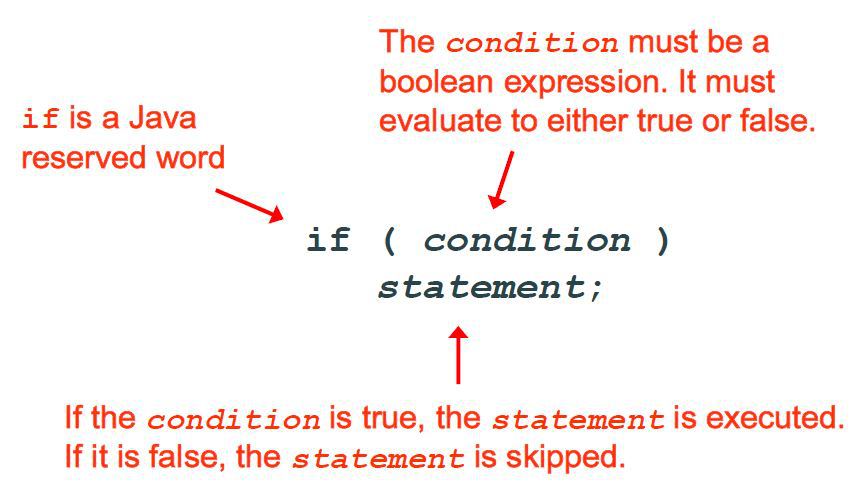 The condition must be a
boolean expression. It must
evaluate to either true or false.
if is a Java
reserved word
if ( condition )
statement;
If the condition is true, the statement is executed.
If it is false, the statement is skipped.